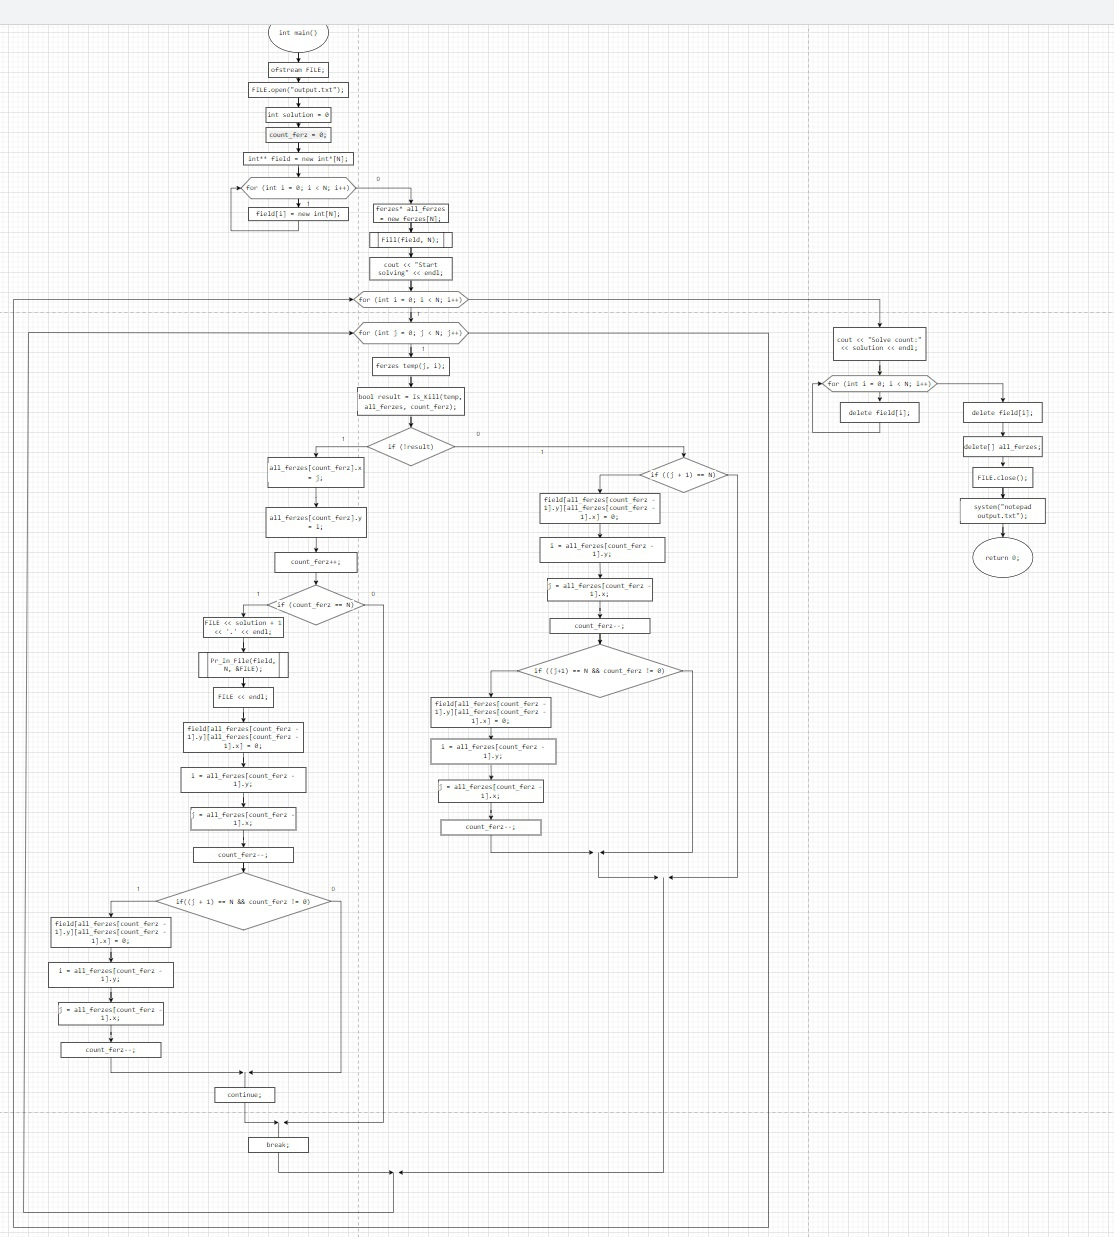 int main()
ofstream FILE;
FILE.open("output.txt");
int solution = 0
count_ferz = 0;
int** field = new int*[N];
for (int i = 0; i < N; i++)
0
1
field[i] = new int[N];
ferzes* all_ferzes
= new ferzes[N];
Fill(field, N);
cout << "Start
solving" << endl;
for (int i = 0; i < N; i++)
1
for (int j = 0; j < N; j++)
1
ferzes temp(j, i);
bool result = Is_Kill(temp,
all_ferzes, count_ferz);
if (!result)
1
0
1
all_ferzes[count_ferz].x
= j;
all_ferzes[count_ferz].y
= i;
count_ferz++;
if (count_ferz == N)
1
0
FILE << solution + 1
<< '.' << endl;
Pr_In_File(field,
N, &FILE);
FILE << endl;
field[all_ferzes[count_ferz -
1].y][all_ferzes[count_ferz -
1].x] = 0;
i = all_ferzes[count_ferz -
1].y;
j = all_ferzes[count_ferz -
1].x;
count_ferz--;
if((j + 1) == N && count_ferz != 0)
1
0
field[all_ferzes[count_ferz -
1].y][all_ferzes[count_ferz -
1].x] = 0;
i = all_ferzes[count_ferz -
1].y;
j = all_ferzes[count_ferz -
1].x;
count_ferz--;
continue;
break;
if ((j + 1) == N)
field[all_ferzes[count_ferz -
1].y][all_ferzes[count_ferz -
1].x] = 0;
i = all_ferzes[count_ferz -
1].y;
j = all_ferzes[count_ferz -
1].x;
count_ferz--;
if ((j+1) == N && count_ferz != 0)
field[all_ferzes[count_ferz -
1].y][all_ferzes[count_ferz -
1].x] = 0;
i = all_ferzes[count_ferz -
1].y;
j = all_ferzes[count_ferz -
1].x;
count_ferz--;
cout << "Solve count:"
<< solution << endl;
for (int i = 0; i < N; i++)
delete field[i];
delete field[i];
delete[] all_ferzes;
FILE.close();
system("notepad
output.txt");
return 0;